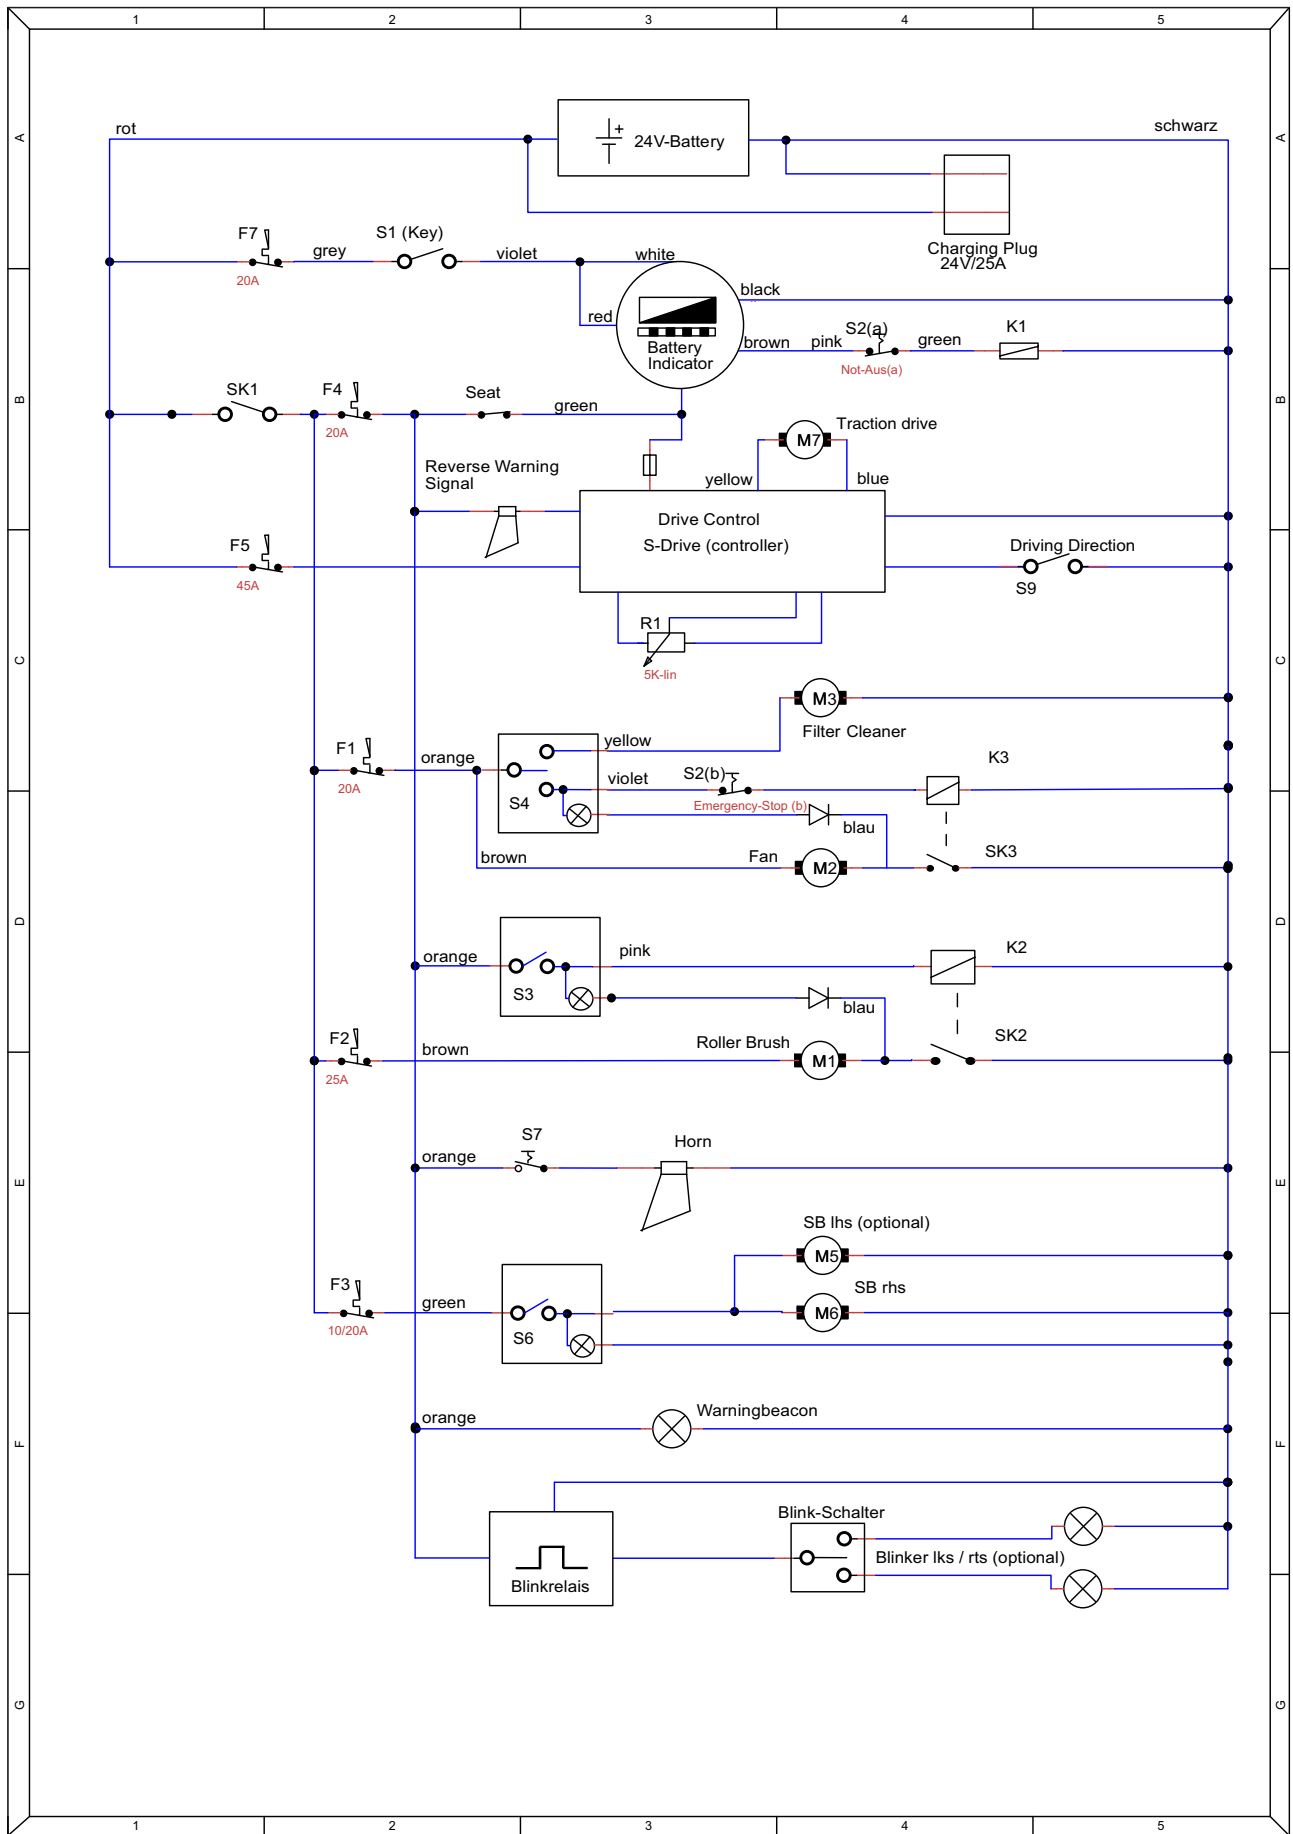 1 2 3 4 5
A A
rot
24V-Battery
+
schwarz
F7
S1 (Key)
grey
violet
white
Charging Plug
24V/25A
20A
black
red
S2(a)
K1
Battery
Indicator
brown
pink
green
Not-Aus(a)
SK1
F4
Seat
green
B B
20A
Traction drive
M7
Reverse Warning
Signal
yellow
blue
Drive Control
S-Drive (controller)
F5
Driving Direction
45A
S9
R1
5K-lin
C C
M3
Filter Cleaner
F1
orange
yellow
K3
violet
S2(b)
20A
S4
Emergency-Stop (b)
blau
brown
Fan
M2
SK3
D D
orange
pink
K2
S3
blau
F2
brown
Roller Brush
M1
SK2
25A
S7
Horn
orange
E E
SB lhs (optional)
M5
F3
green
SB rhs
M6
10/20A
S6
orange
Warningbeacon
F F
Blink-Schalter
Blinker lks / rts (optional)
Blinkrelais
G G
1 2 3 4 5